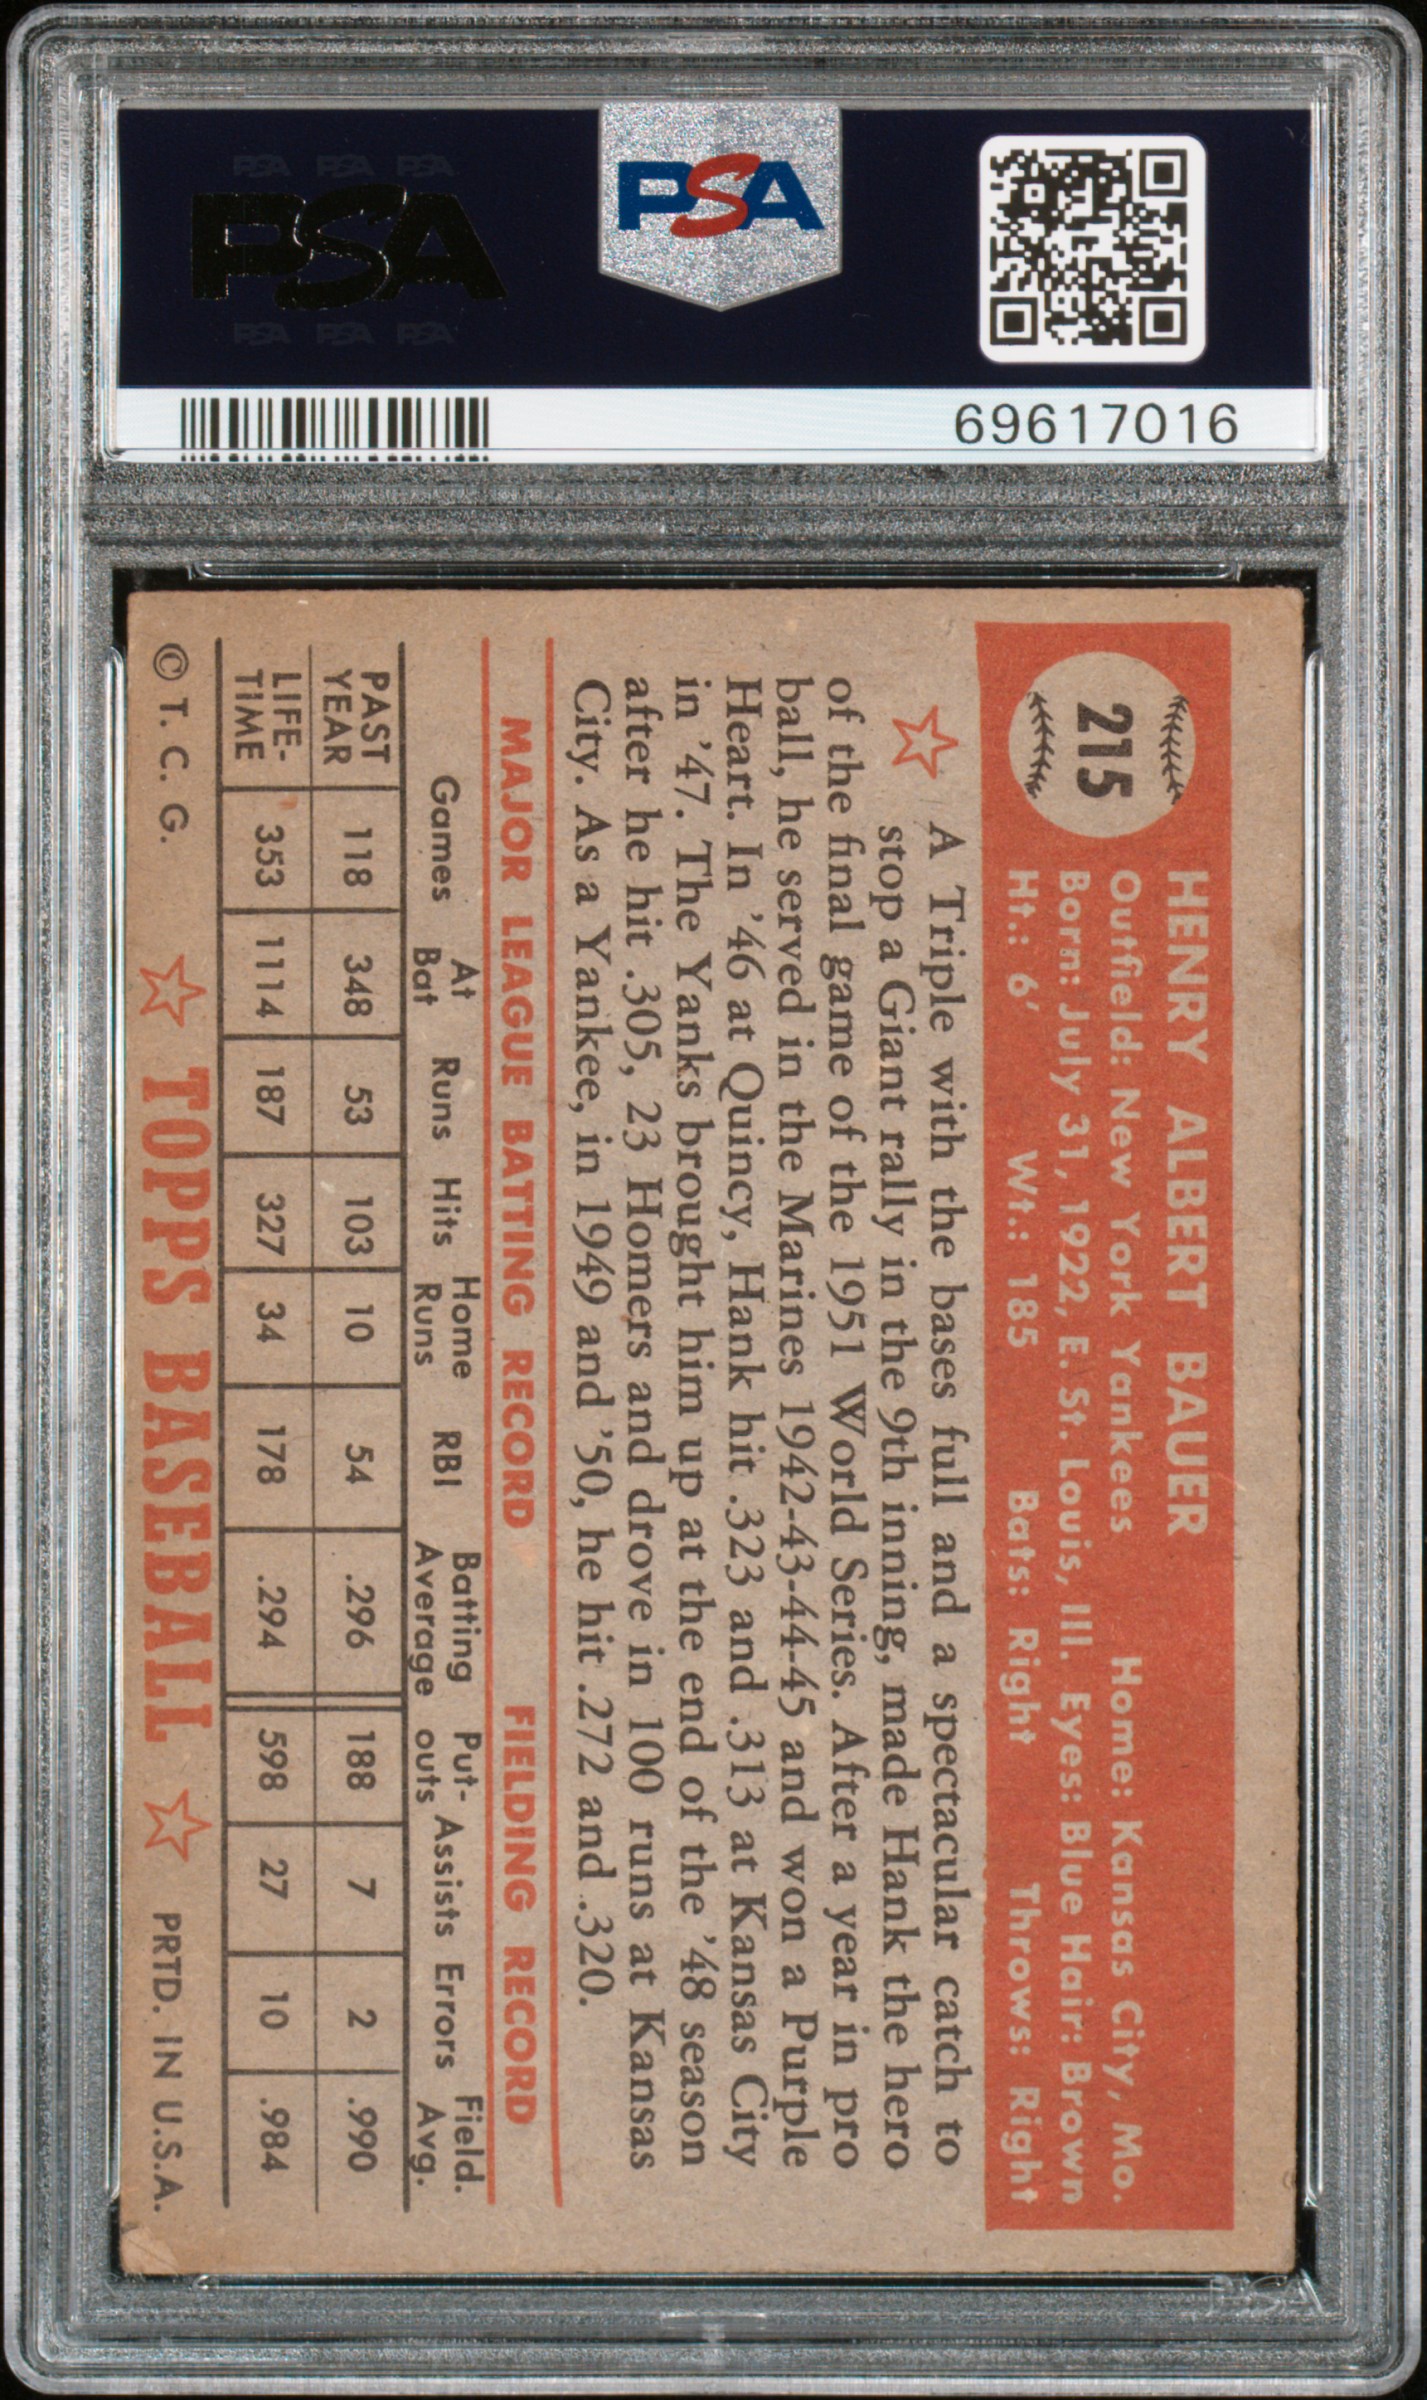 PSA PSA PSA
PSA
PSA PSA PSA
PSA
69617016
215
HENRY ALBERT BAUER
Outfield: New York Yankees Home: Kansas City, Mo.
Born: July 31, 1922, E. St. Louis, Ill. Eyes: Blue Hair: Brown
Ht.: 6' Wt.: 185 Bats: Right Throws: Right
A Triple with the bases full and a spectacular catch to
stop a Giant rally in the 9th inning, made Hank the hero
of the final game of the 1951 World Series. After a year in pro
ball, he served in the Marines 1942-43-44-45 and won a Purple
Heart. In '46 at Quincy, Hank hit .323 and .313 at Kansas City
in '47. The Yanks brought him up at the end of the '48 season
after he hit .305, 23 Homers and drove in 100 runs at Kansas
City. As a Yankee, in 1949 and '50, he hit .272 and .320.
MAJOR LEAGUE BATTING RECORD FIELDING RECORD
Games At Bat Runs Hits Home Runs RBI Batting Average Put-outs Assists Errors Field. Avg.
PAST YEAR 118 348 53 103 10 54 .296 188 7 2 .990
LIFE-TIME 353 1114 187 327 34 178 .294 598 27 10 .984
© T. C. G. TOPPS BASEBALL PRTD. IN U.S.A.
PSA